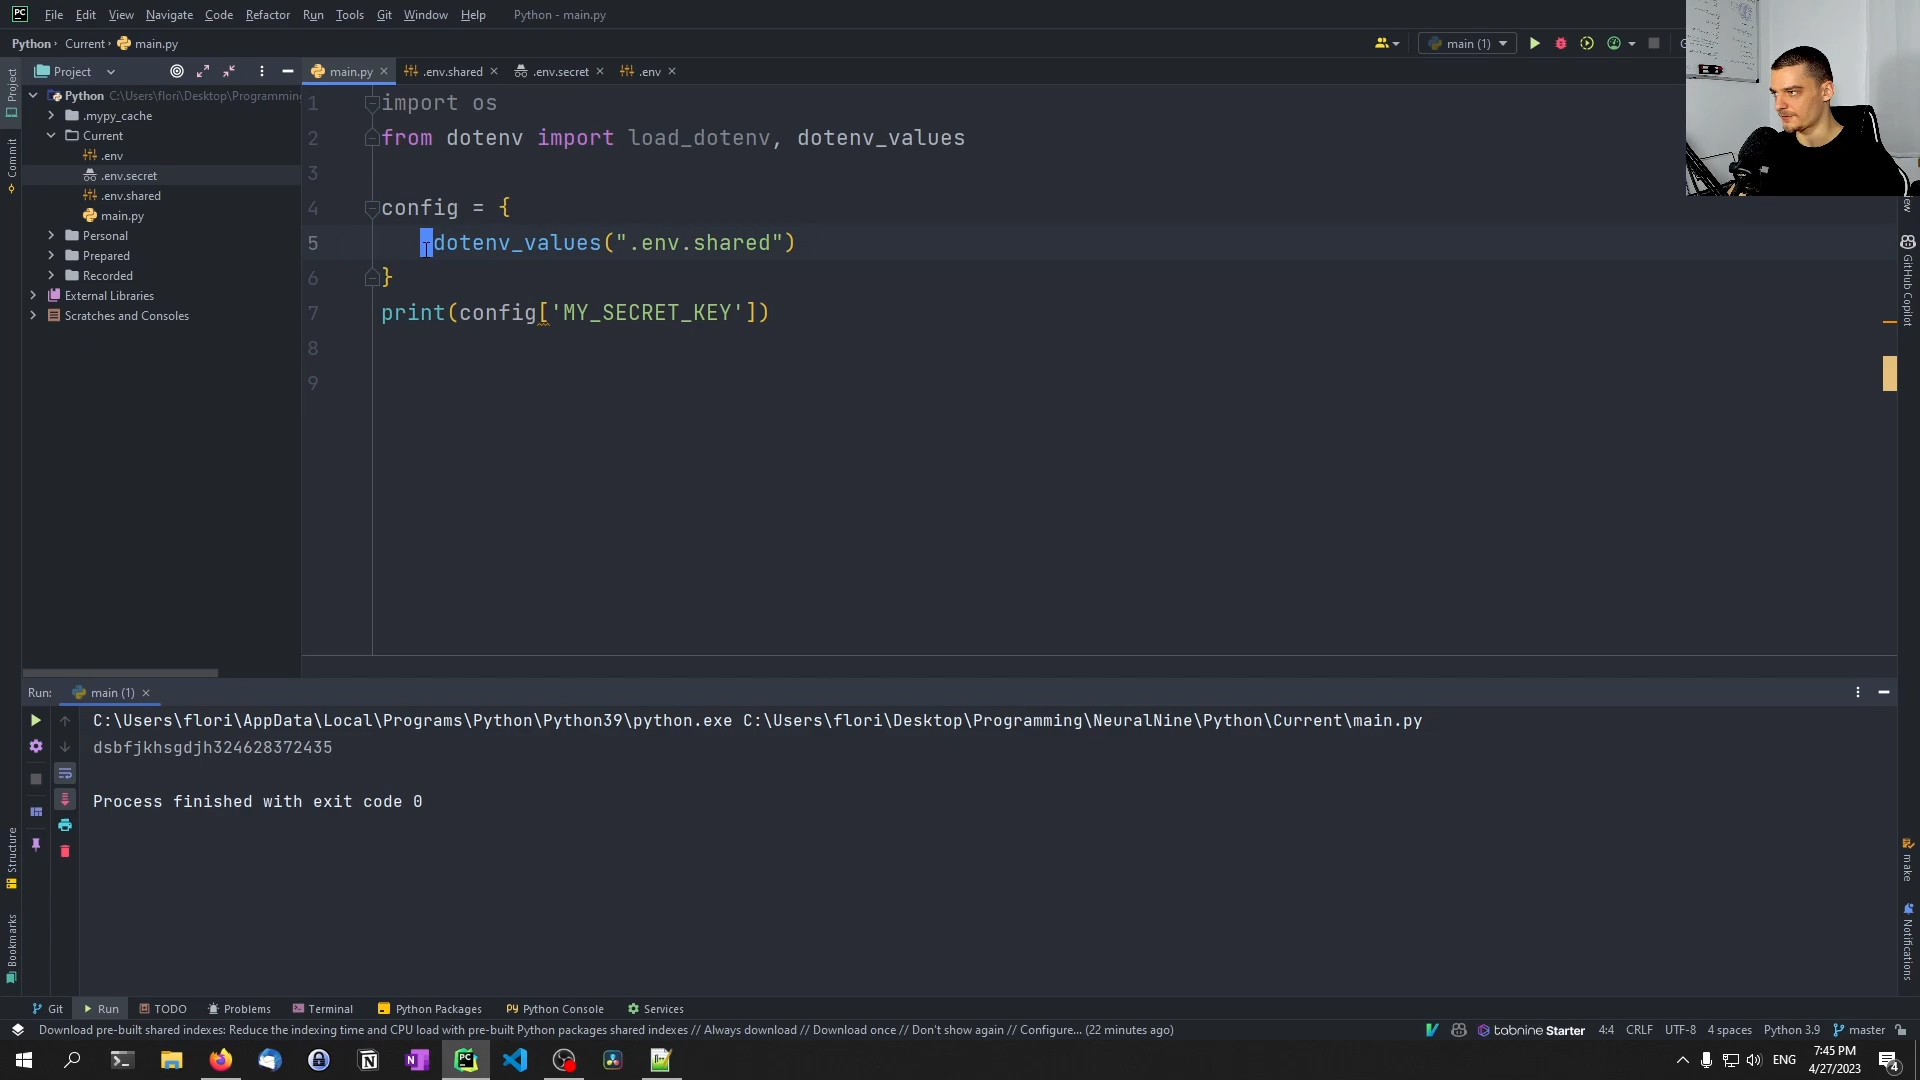 PC File Edit View Navigate Code Refactor Run Tools Git Window Help Python - main.py
Python Current main.py main (1)
Project main.py .env.shared .env.secret .env
Python C:\Users\flori\Desktop\Programming
.mypy_cache
Current
.env
.env.secret
.env.shared
main.py
Personal
Prepared
Recorded
External Libraries
Scratches and Consoles
Project
Commit
1 import os
2 from dotenv import load_dotenv, dotenv_values
3
4 config = {
5 dotenv_values(".env.shared")
6 }
7 print(config['MY_SECRET_KEY'])
8
9
GitHub Copilot
Run: main (1)
C:\Users\flori\AppData\Local\Programs\Python\Python39\python.exe C:\Users\flori\Desktop\Programming\NeuralNine\Python\Current\main.py
dsbfjkhsgdjh324628372435
Process finished with exit code 0
Structure
Bookmarks
make
Notifications
Git Run TODO Problems Terminal Python Packages Python Console Services
Download pre-built shared indexes: Reduce the indexing time and CPU load with pre-built Python packages shared indexes // Always download // Download once // Don't show again // Configure... (22 minutes ago) tabnine Starter 4:4 CRLF UTF-8 4 spaces Python 3.9 master
ENG 7:45 PM
4/27/2023 4